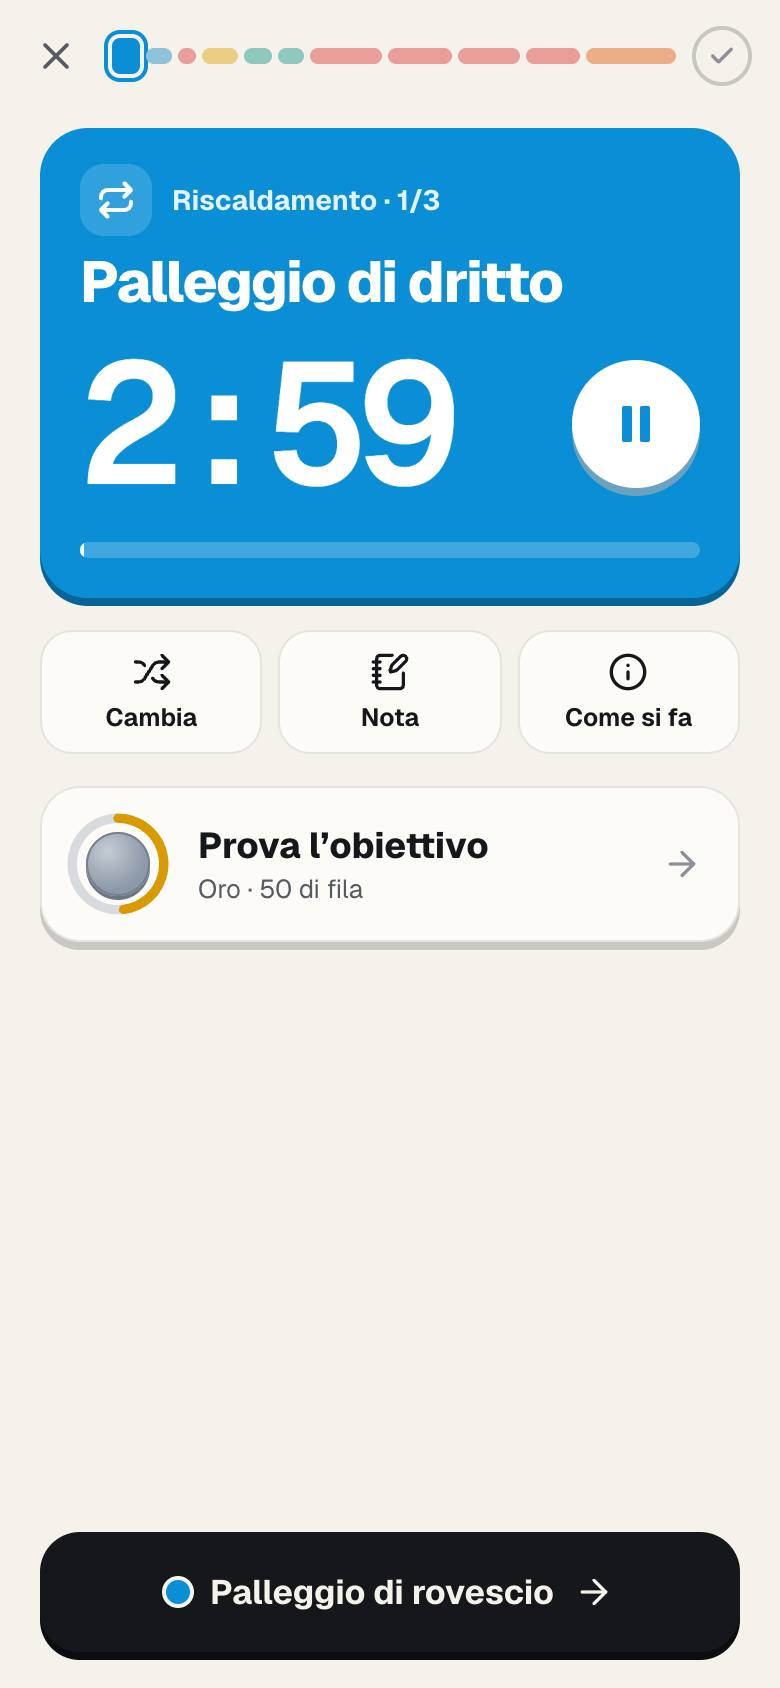 Riscaldamento · 1/3
Palleggio di dritto
2:59
Cambia
Nota
Come si fa
Prova l’obiettivo
Oro · 50 di fila
Palleggio di rovescio